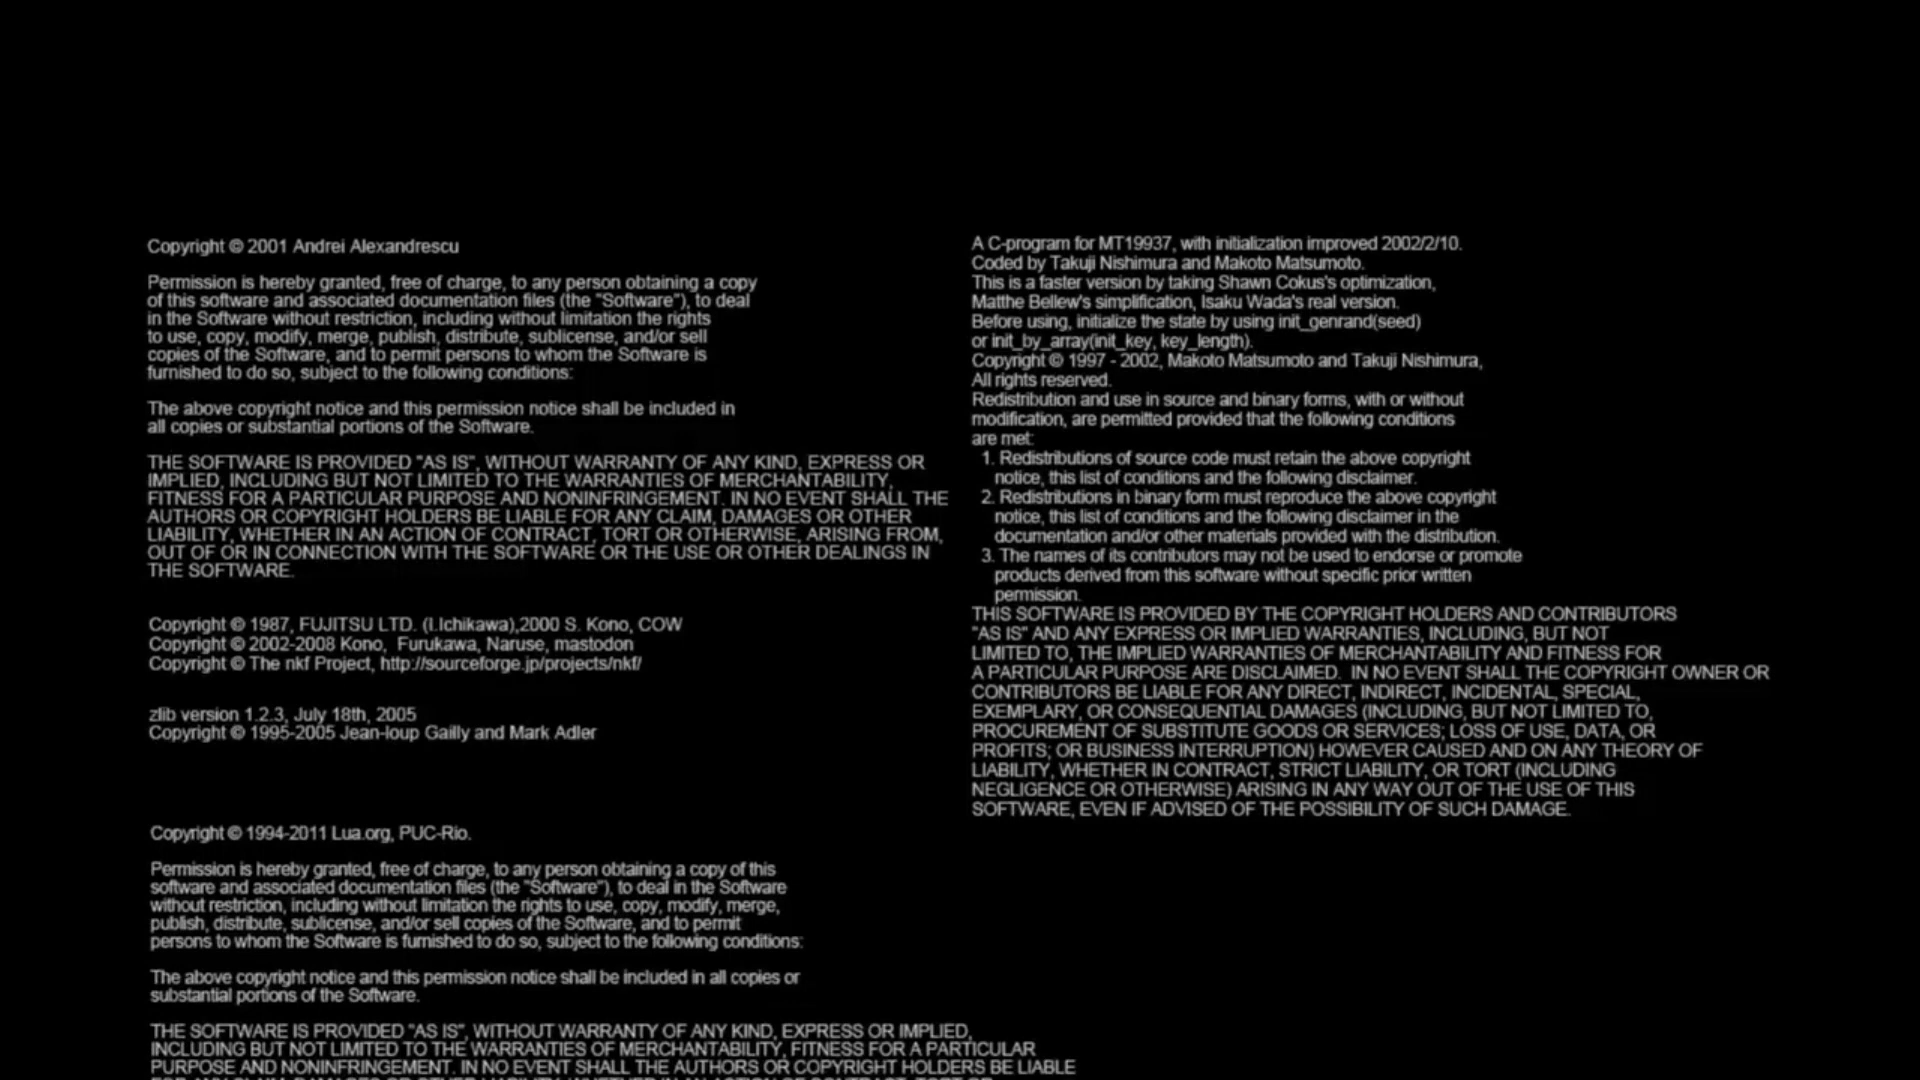 Copyright © 2001 Andrei Alexandrescu
Permission is hereby granted, free of charge, to any person obtaining a copy
of this software and associated documentation files (the "Software"), to deal
in the Software without restriction, including without limitation the rights
to use, copy, modify, merge, publish, distribute, sublicense, and/or sell
copies of the Software, and to permit persons to whom the Software is
furnished to do so, subject to the following conditions:
The above copyright notice and this permission notice shall be included in
all copies or substantial portions of the Software.
THE SOFTWARE IS PROVIDED "AS IS", WITHOUT WARRANTY OF ANY KIND, EXPRESS OR
IMPLIED, INCLUDING BUT NOT LIMITED TO THE WARRANTIES OF MERCHANTABILITY,
FITNESS FOR A PARTICULAR PURPOSE AND NONINFRINGEMENT. IN NO EVENT SHALL THE
AUTHORS OR COPYRIGHT HOLDERS BE LIABLE FOR ANY CLAIM, DAMAGES OR OTHER
LIABILITY, WHETHER IN AN ACTION OF CONTRACT, TORT OR OTHERWISE, ARISING FROM,
OUT OF OR IN CONNECTION WITH THE SOFTWARE OR THE USE OR OTHER DEALINGS IN
THE SOFTWARE.
Copyright © 1987, FUJITSU LTD. (I.Ichikawa),2000 S. Kono, COW
Copyright © 2002-2008 Kono,  Furukawa, Naruse, mastodon
Copyright © The nkf Project, http://sourceforge.jp/projects/nkf/
zlib version 1.2.3, July 18th, 2005
Copyright © 1995-2005 Jean-loup Gailly and Mark Adler
Copyright © 1994-2011 Lua.org, PUC-Rio.
Permission is hereby granted, free of charge, to any person obtaining a copy of this
software and associated documentation files (the "Software"), to deal in the Software
without restriction, including without limitation the rights to use, copy, modify, merge,
publish, distribute, sublicense, and/or sell copies of the Software, and to permit
persons to whom the Software is furnished to do so, subject to the following conditions:
The above copyright notice and this permission notice shall be included in all copies or
substantial portions of the Software.
THE SOFTWARE IS PROVIDED "AS IS", WITHOUT WARRANTY OF ANY KIND, EXPRESS OR IMPLIED,
INCLUDING BUT NOT LIMITED TO THE WARRANTIES OF MERCHANTABILITY, FITNESS FOR A PARTICULAR
PURPOSE AND NONINFRINGEMENT. IN NO EVENT SHALL THE AUTHORS OR COPYRIGHT HOLDERS BE LIABLE
A C-program for MT19937, with initialization improved 2002/2/10.
Coded by Takuji Nishimura and Makoto Matsumoto.
This is a faster version by taking Shawn Cokus's optimization,
Matthe Bellew's simplification, Isaku Wada's real version.
Before using, initialize the state by using init_genrand(seed)
or init_by_array(init_key, key_length).
Copyright © 1997 - 2002, Makoto Matsumoto and Takuji Nishimura,
All rights reserved.
Redistribution and use in source and binary forms, with or without
modification, are permitted provided that the following conditions
are met:
1. Redistributions of source code must retain the above copyright
notice, this list of conditions and the following disclaimer.
2. Redistributions in binary form must reproduce the above copyright
notice, this list of conditions and the following disclaimer in the
documentation and/or other materials provided with the distribution.
3. The names of its contributors may not be used to endorse or promote
products derived from this software without specific prior written
permission.
THIS SOFTWARE IS PROVIDED BY THE COPYRIGHT HOLDERS AND CONTRIBUTORS
"AS IS" AND ANY EXPRESS OR IMPLIED WARRANTIES, INCLUDING, BUT NOT
LIMITED TO, THE IMPLIED WARRANTIES OF MERCHANTABILITY AND FITNESS FOR
A PARTICULAR PURPOSE ARE DISCLAIMED.  IN NO EVENT SHALL THE COPYRIGHT OWNER OR
CONTRIBUTORS BE LIABLE FOR ANY DIRECT, INDIRECT, INCIDENTAL, SPECIAL,
EXEMPLARY, OR CONSEQUENTIAL DAMAGES (INCLUDING, BUT NOT LIMITED TO,
PROCUREMENT OF SUBSTITUTE GOODS OR SERVICES; LOSS OF USE, DATA, OR
PROFITS; OR BUSINESS INTERRUPTION) HOWEVER CAUSED AND ON ANY THEORY OF
LIABILITY, WHETHER IN CONTRACT, STRICT LIABILITY, OR TORT (INCLUDING
NEGLIGENCE OR OTHERWISE) ARISING IN ANY WAY OUT OF THE USE OF THIS
SOFTWARE, EVEN IF ADVISED OF THE POSSIBILITY OF SUCH DAMAGE.